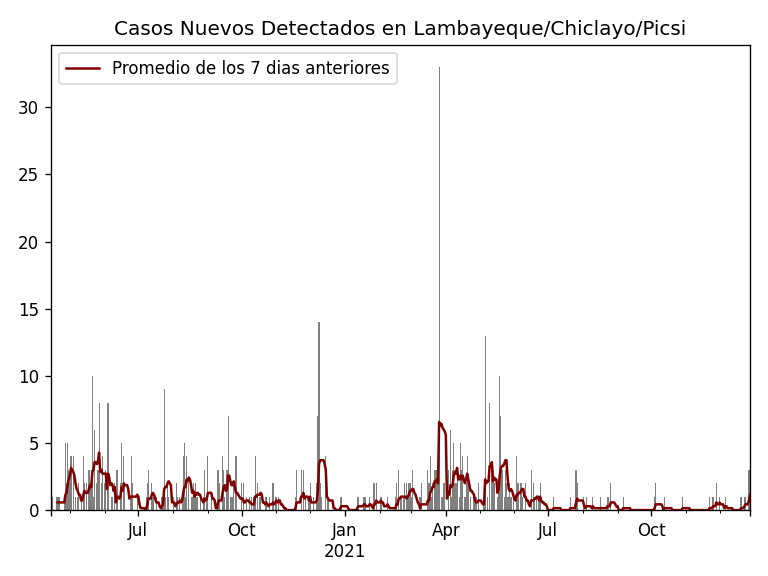 Casos Nuevos Detectados en Lambayeque/Chiclayo/Picsi
Promedio de los 7 dias anteriores
30
25
20
15
10
5
0
Jul Oct Jan Apr Jul Oct
2021